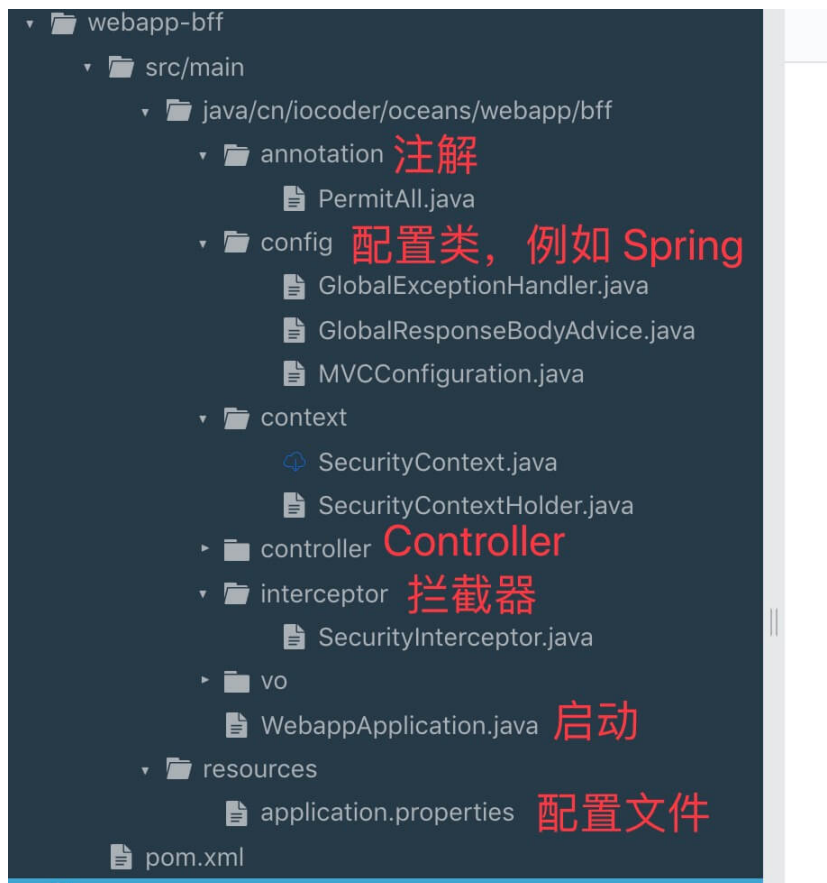 webapp-bff
src/main
java/cn/iocoder/oceans/webapp/bff
annotation 注解
PermitAll.java
config 配置类，例如 Spring
GlobalExceptionHandler.java
GlobalResponseBodyAdvice.java
MVCConfiguration.java
context
SecurityContext.java
SecurityContextHolder.java
controller Controller
interceptor 拦截器
SecurityInterceptor.java
vo
WebappApplication.java 启动
resources
application.properties 配置文件
pom.xml